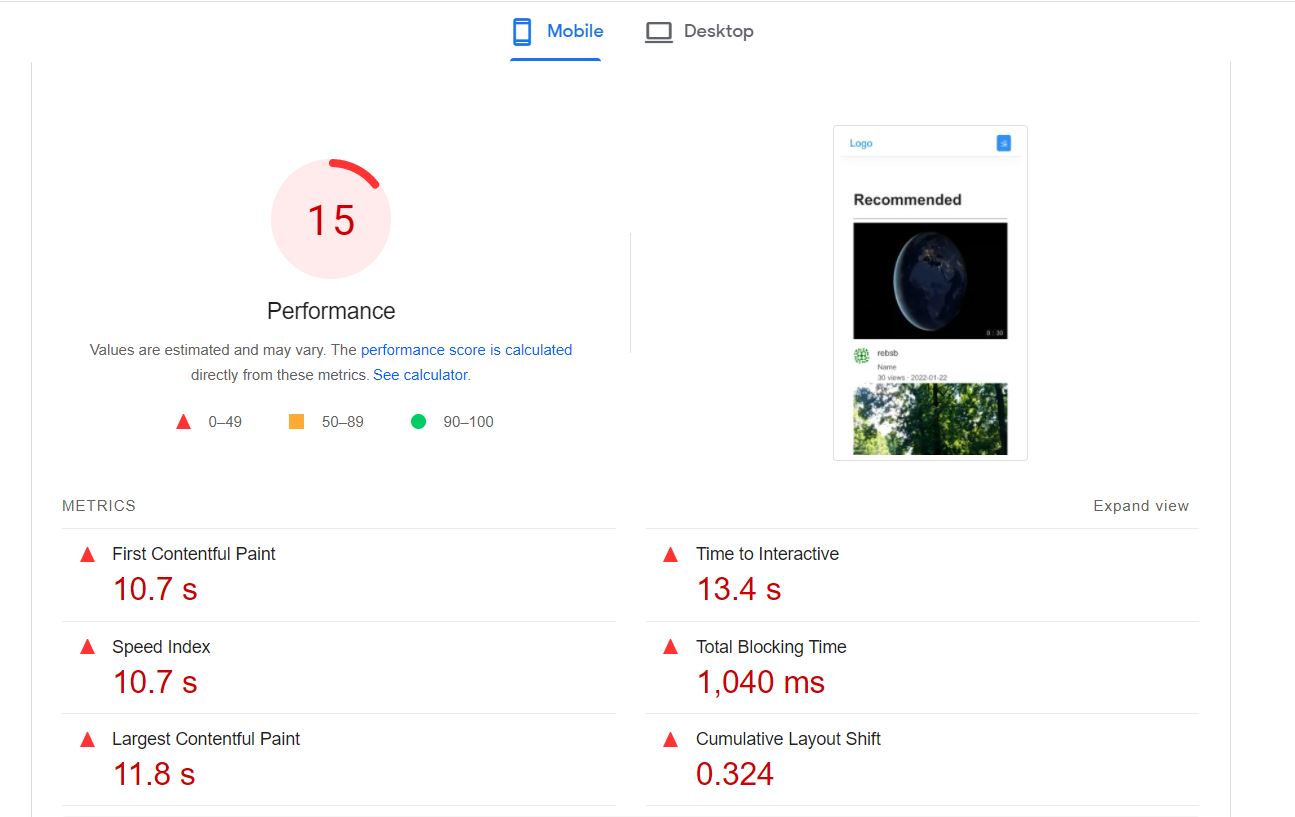 Mobile
Desktop
15
Performance
Values are estimated and may vary. The performance score is calculated
directly from these metrics. See calculator.
0–49
50–89
90–100
Logo
Recommended
0 : 30
rebsb
Name
30 views - 2022-01-22
METRICS
Expand view
First Contentful Paint
10.7 s
Time to Interactive
13.4 s
Speed Index
10.7 s
Total Blocking Time
1,040 ms
Largest Contentful Paint
11.8 s
Cumulative Layout Shift
0.324